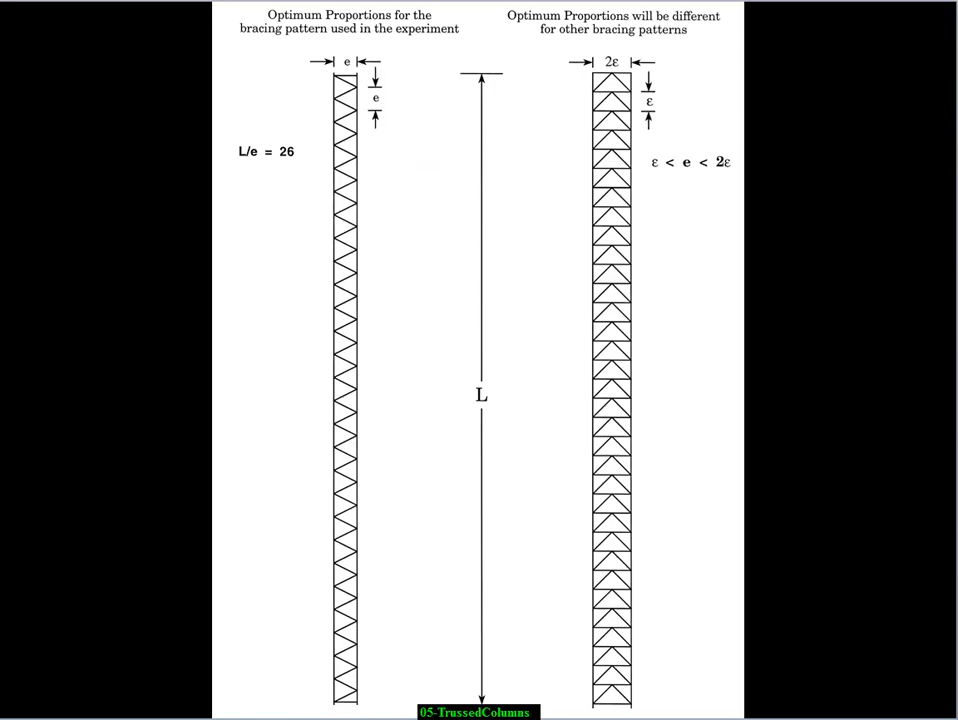 Optimum Proportions for the
bracing pattern used in the experiment
Optimum Proportions will be different
for other bracing patterns
e
e
L/e = 26
2ε
ε
ε < e < 2ε
L
05-TrussedColumns